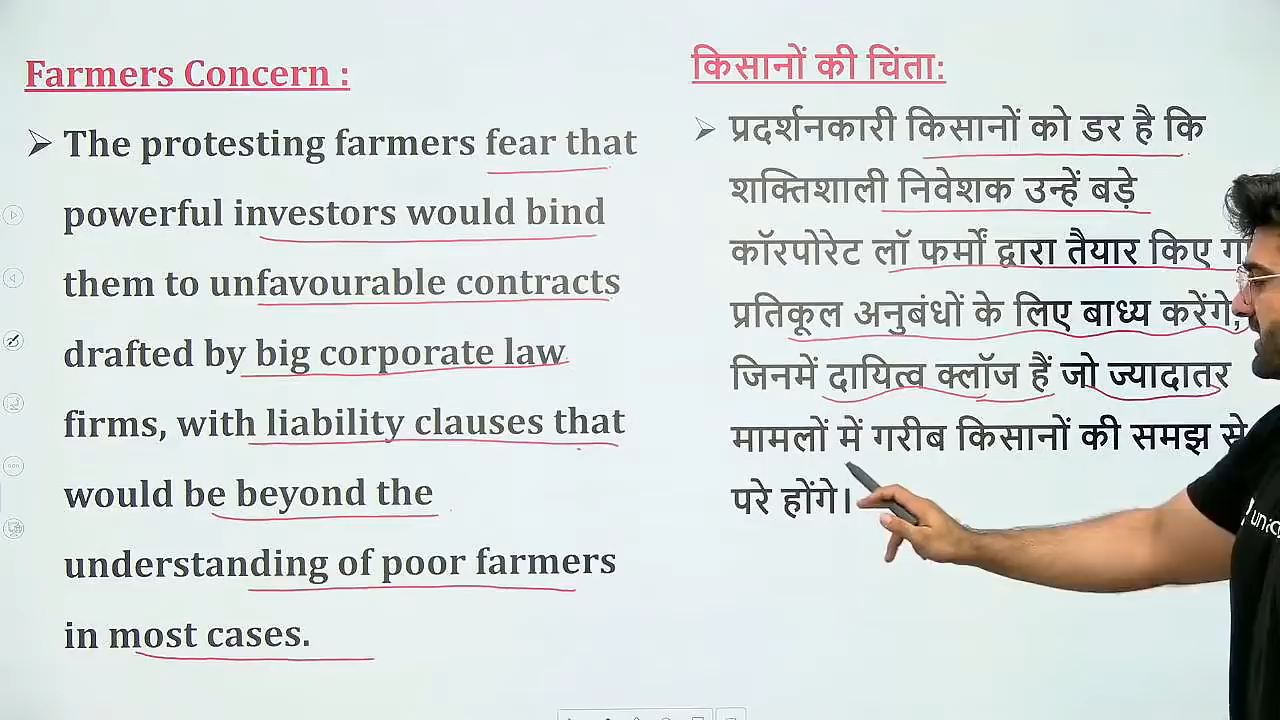 Farmers Concern :
➢ The protesting farmers fear that
powerful investors would bind
them to unfavourable contracts
drafted by big corporate law
firms, with liability clauses that
would be beyond the
understanding of poor farmers
in most cases.
किसानों की चिंता:
➢ प्रदर्शनकारी किसानों को डर है कि
शक्तिशाली निवेशक उन्हें बड़े
कॉरपोरेट लॉ फर्मों द्वारा तैयार किए
प्रतिकूल अनुबंधों के लिए बाध्य करेंगे,
जिनमें दायित्व क्लॉज हैं जो ज्यादातर
मामलों में गरीब किसानों की समझ से
परे होंगे।